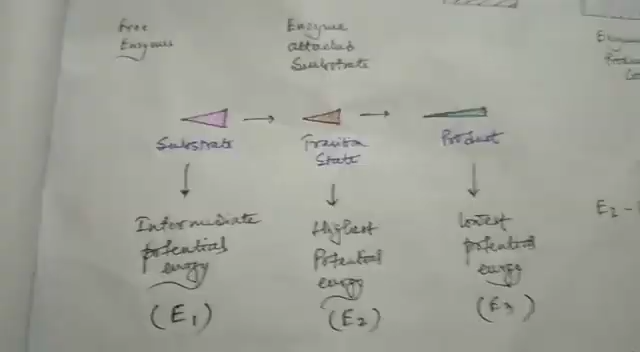 Free
Enzymes
Enzyme
attached
Substrate
Substrate
Transition
State
Product
Intermediate
potential
energy
(E1)
Highest
Potential
energy
(E2)
lowest
potential
energy
(E3)
E2 -